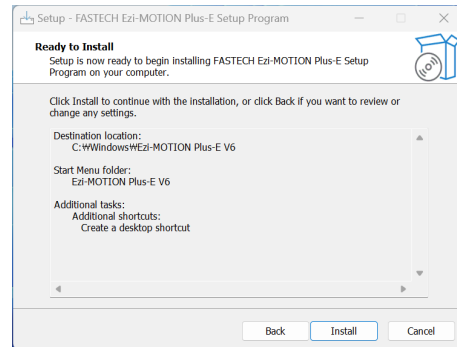 Setup - FASTECH Ezi-MOTION Plus-E Setup Program
Ready to Install
Setup is now ready to begin installing FASTECH Ezi-MOTION Plus-E Setup
Program on your computer.
Click Install to continue with the installation, or click Back if you want to review or
change any settings.
Destination location:
C:₩Windows₩Ezi-MOTION Plus-E V6
Start Menu folder:
Ezi-MOTION Plus-E V6
Additional tasks:
Additional shortcuts:
Create a desktop shortcut
Back
Install
Cancel